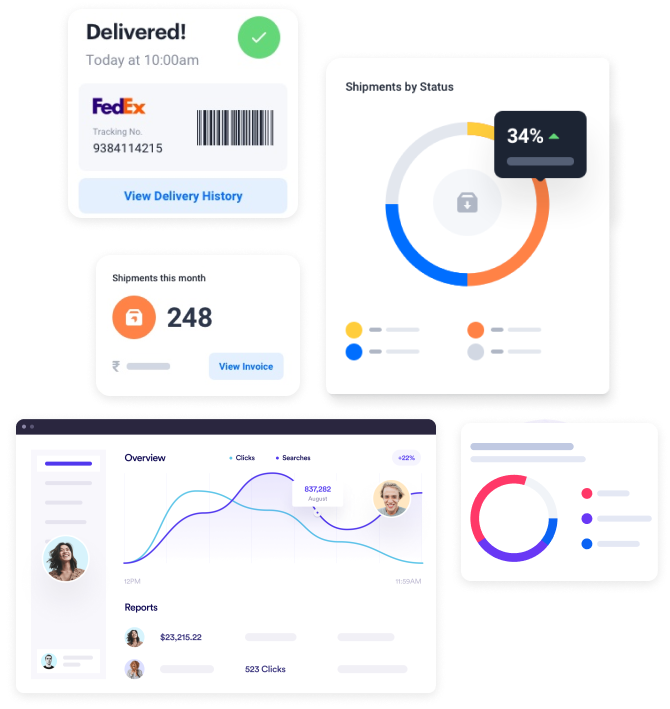 Delivered!
Today at 10:00am
FedEx
Tracking No.
9384114215
View Delivery History
Shipments by Status
34%
Shipments this month
248
₹
View Invoice
Overview
Clicks
Searches
+22%
837,282
August
12PM
11:59AM
Reports
$23,215.22
523 Clicks